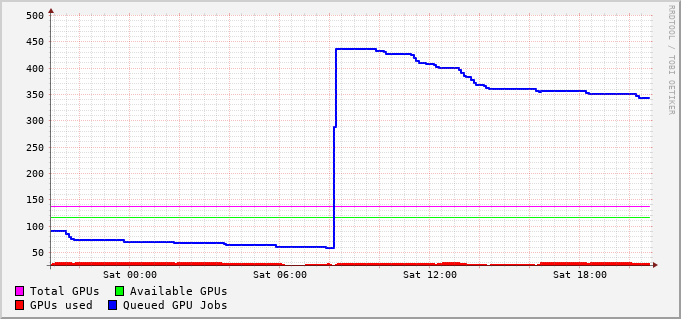 500
450
400
350
300
250
200
150
100
50
Sat 00:00 Sat 06:00 Sat 12:00 Sat 18:00
Total GPUs Available GPUs
GPUs used Queued GPU Jobs
RRDTOOL / TOBI OETIKER